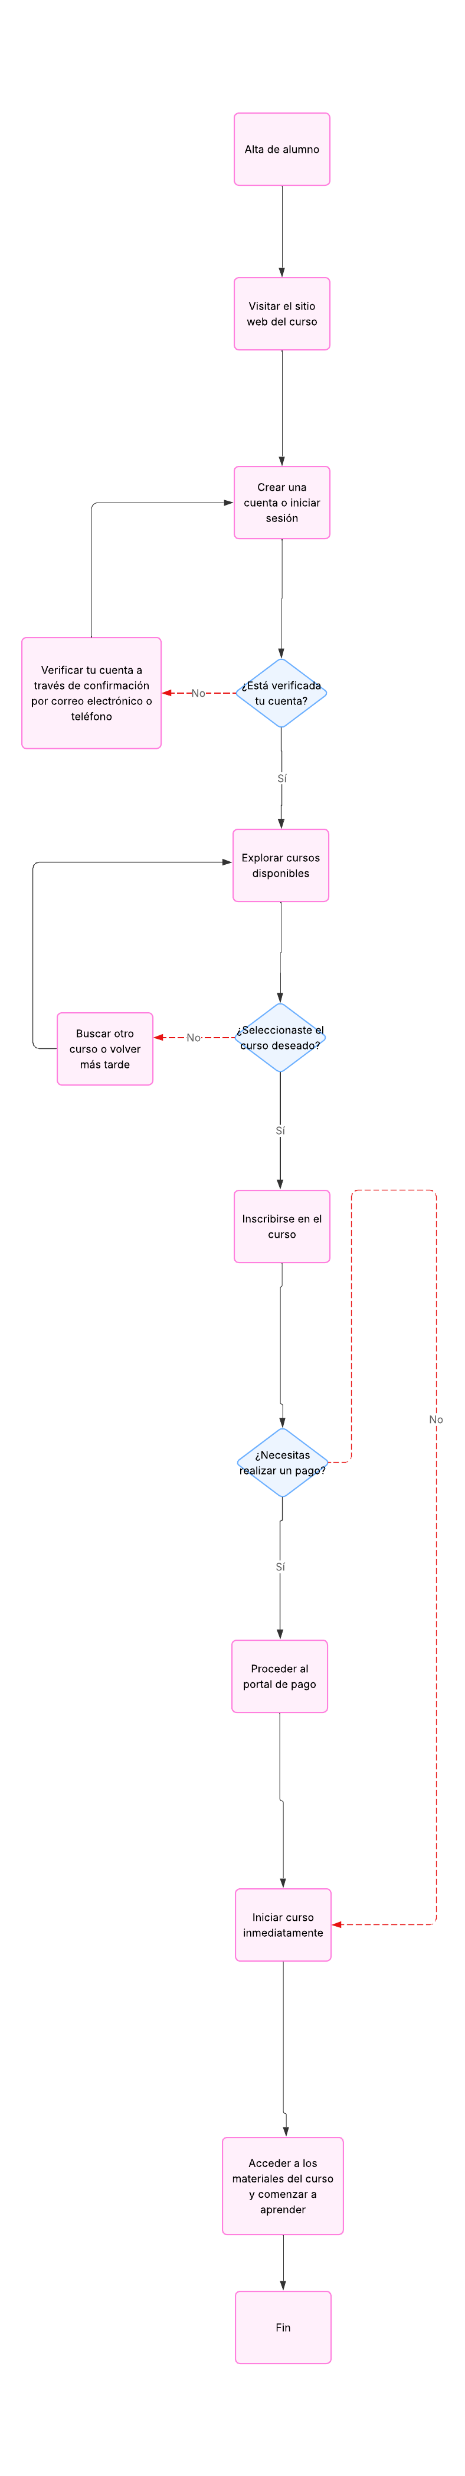 Alta de alumno
Visitar el sitio
web del curso
Crear una
cuenta o iniciar
sesión
Verificar tu cuenta a
través de confirmación
por correo electrónico o
teléfono
No
¿Está verificada
tu cuenta?
Sí
Explorar cursos
disponibles
Buscar otro
curso o volver
más tarde
No
¿Seleccionaste el
curso deseado?
Sí
Inscribirse en el
curso
No
¿Necesitas
realizar un pago?
Sí
Proceder al
portal de pago
Iniciar curso
inmediatamente
Acceder a los
materiales del curso
y comenzar a
aprender
Fin